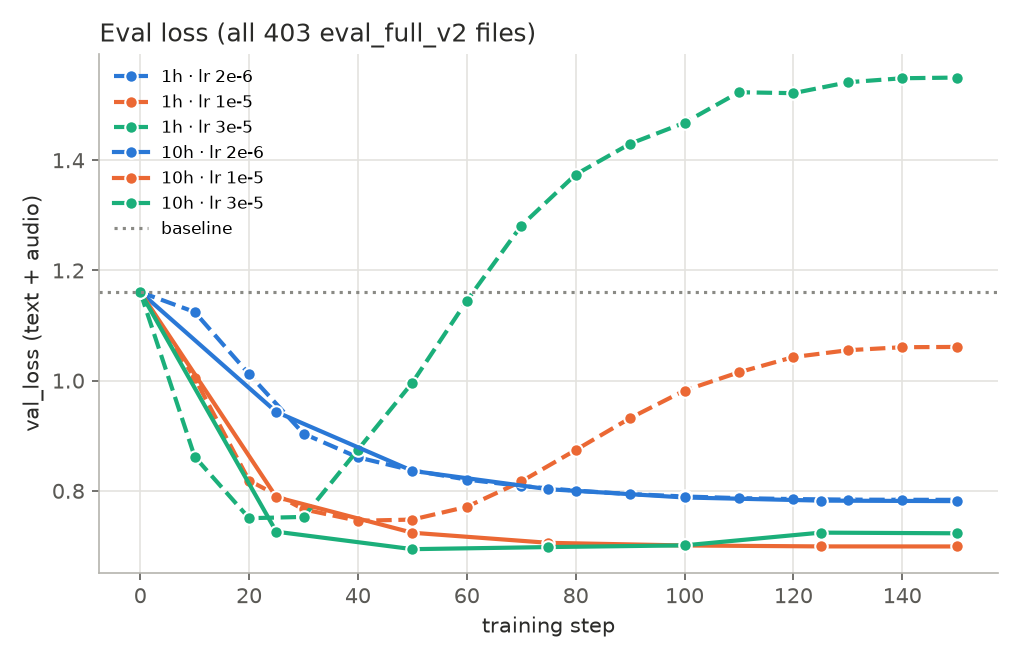 Eval loss (all 403 eval_full_v2 files)
1h · lr 2e-6
1h · lr 1e-5
1h · lr 3e-5
10h · lr 2e-6
10h · lr 1e-5
10h · lr 3e-5
baseline
val_loss (text + audio)
1.4
1.2
1.0
0.8
0 20 40 60 80 100 120 140
training step